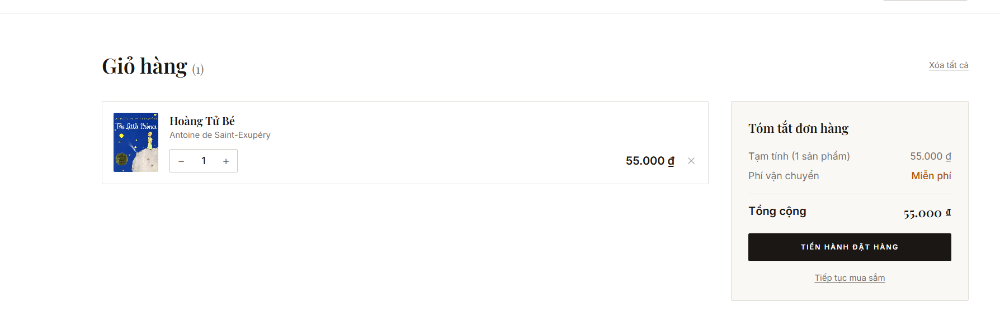 Giỏ hàng (1)
Xóa tất cả
The Little Prince
Hoàng Tử Bé
Antoine de Saint-Exupéry
− 1 +
55.000 ₫ ×
Tóm tắt đơn hàng
Tạm tính (1 sản phẩm) 55.000 ₫
Phí vận chuyển Miễn phí
Tổng cộng 55.000 ₫
TIẾN HÀNH ĐẶT HÀNG
Tiếp tục mua sắm